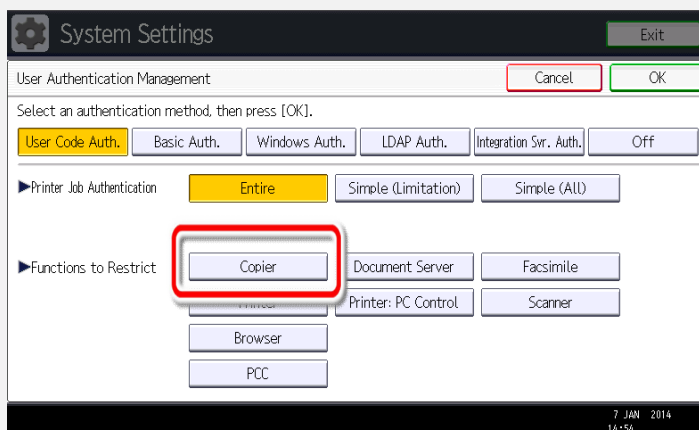 System Settings
Exit
User Authentication Management
Cancel
OK
Select an authentication method, then press [OK].
User Code Auth.
Basic Auth.
Windows Auth.
LDAP Auth.
Integration Svr. Auth.
Off
▶Printer Job Authentication
Entire
Simple (Limitation)
Simple (All)
▶Functions to Restrict
Copier
Document Server
Facsimile
Printer: PC Control
Scanner
Browser
PCC
7 JAN 2014
14:54